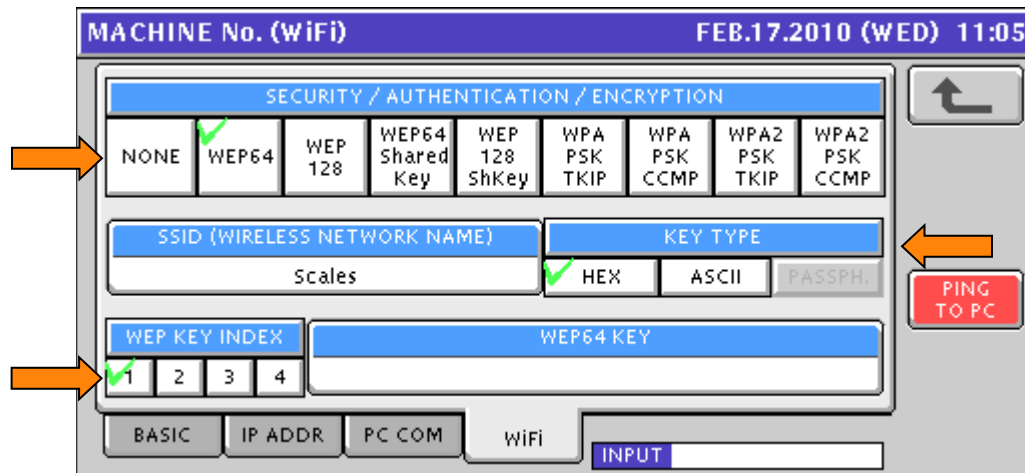 MACHINE No. (WiFi) FEB.17.2010 (WED) 11:05
SECURITY / AUTHENTICATION / ENCRYPTION
NONE
WEP64
WEP
128
WEP64
Shared
Key
WEP
128
ShKey
WPA
PSK
TKIP
WPA
PSK
CCMP
WPA2
PSK
TKIP
WPA2
PSK
CCMP
SSID (WIRELESS NETWORK NAME)
Scales
KEY TYPE
HEX
ASCII
PASSPH.
PING
TO PC
WEP KEY INDEX
1 2 3 4
WEP64 KEY
BASIC
IP ADDR
PC COM
WiFi
INPUT